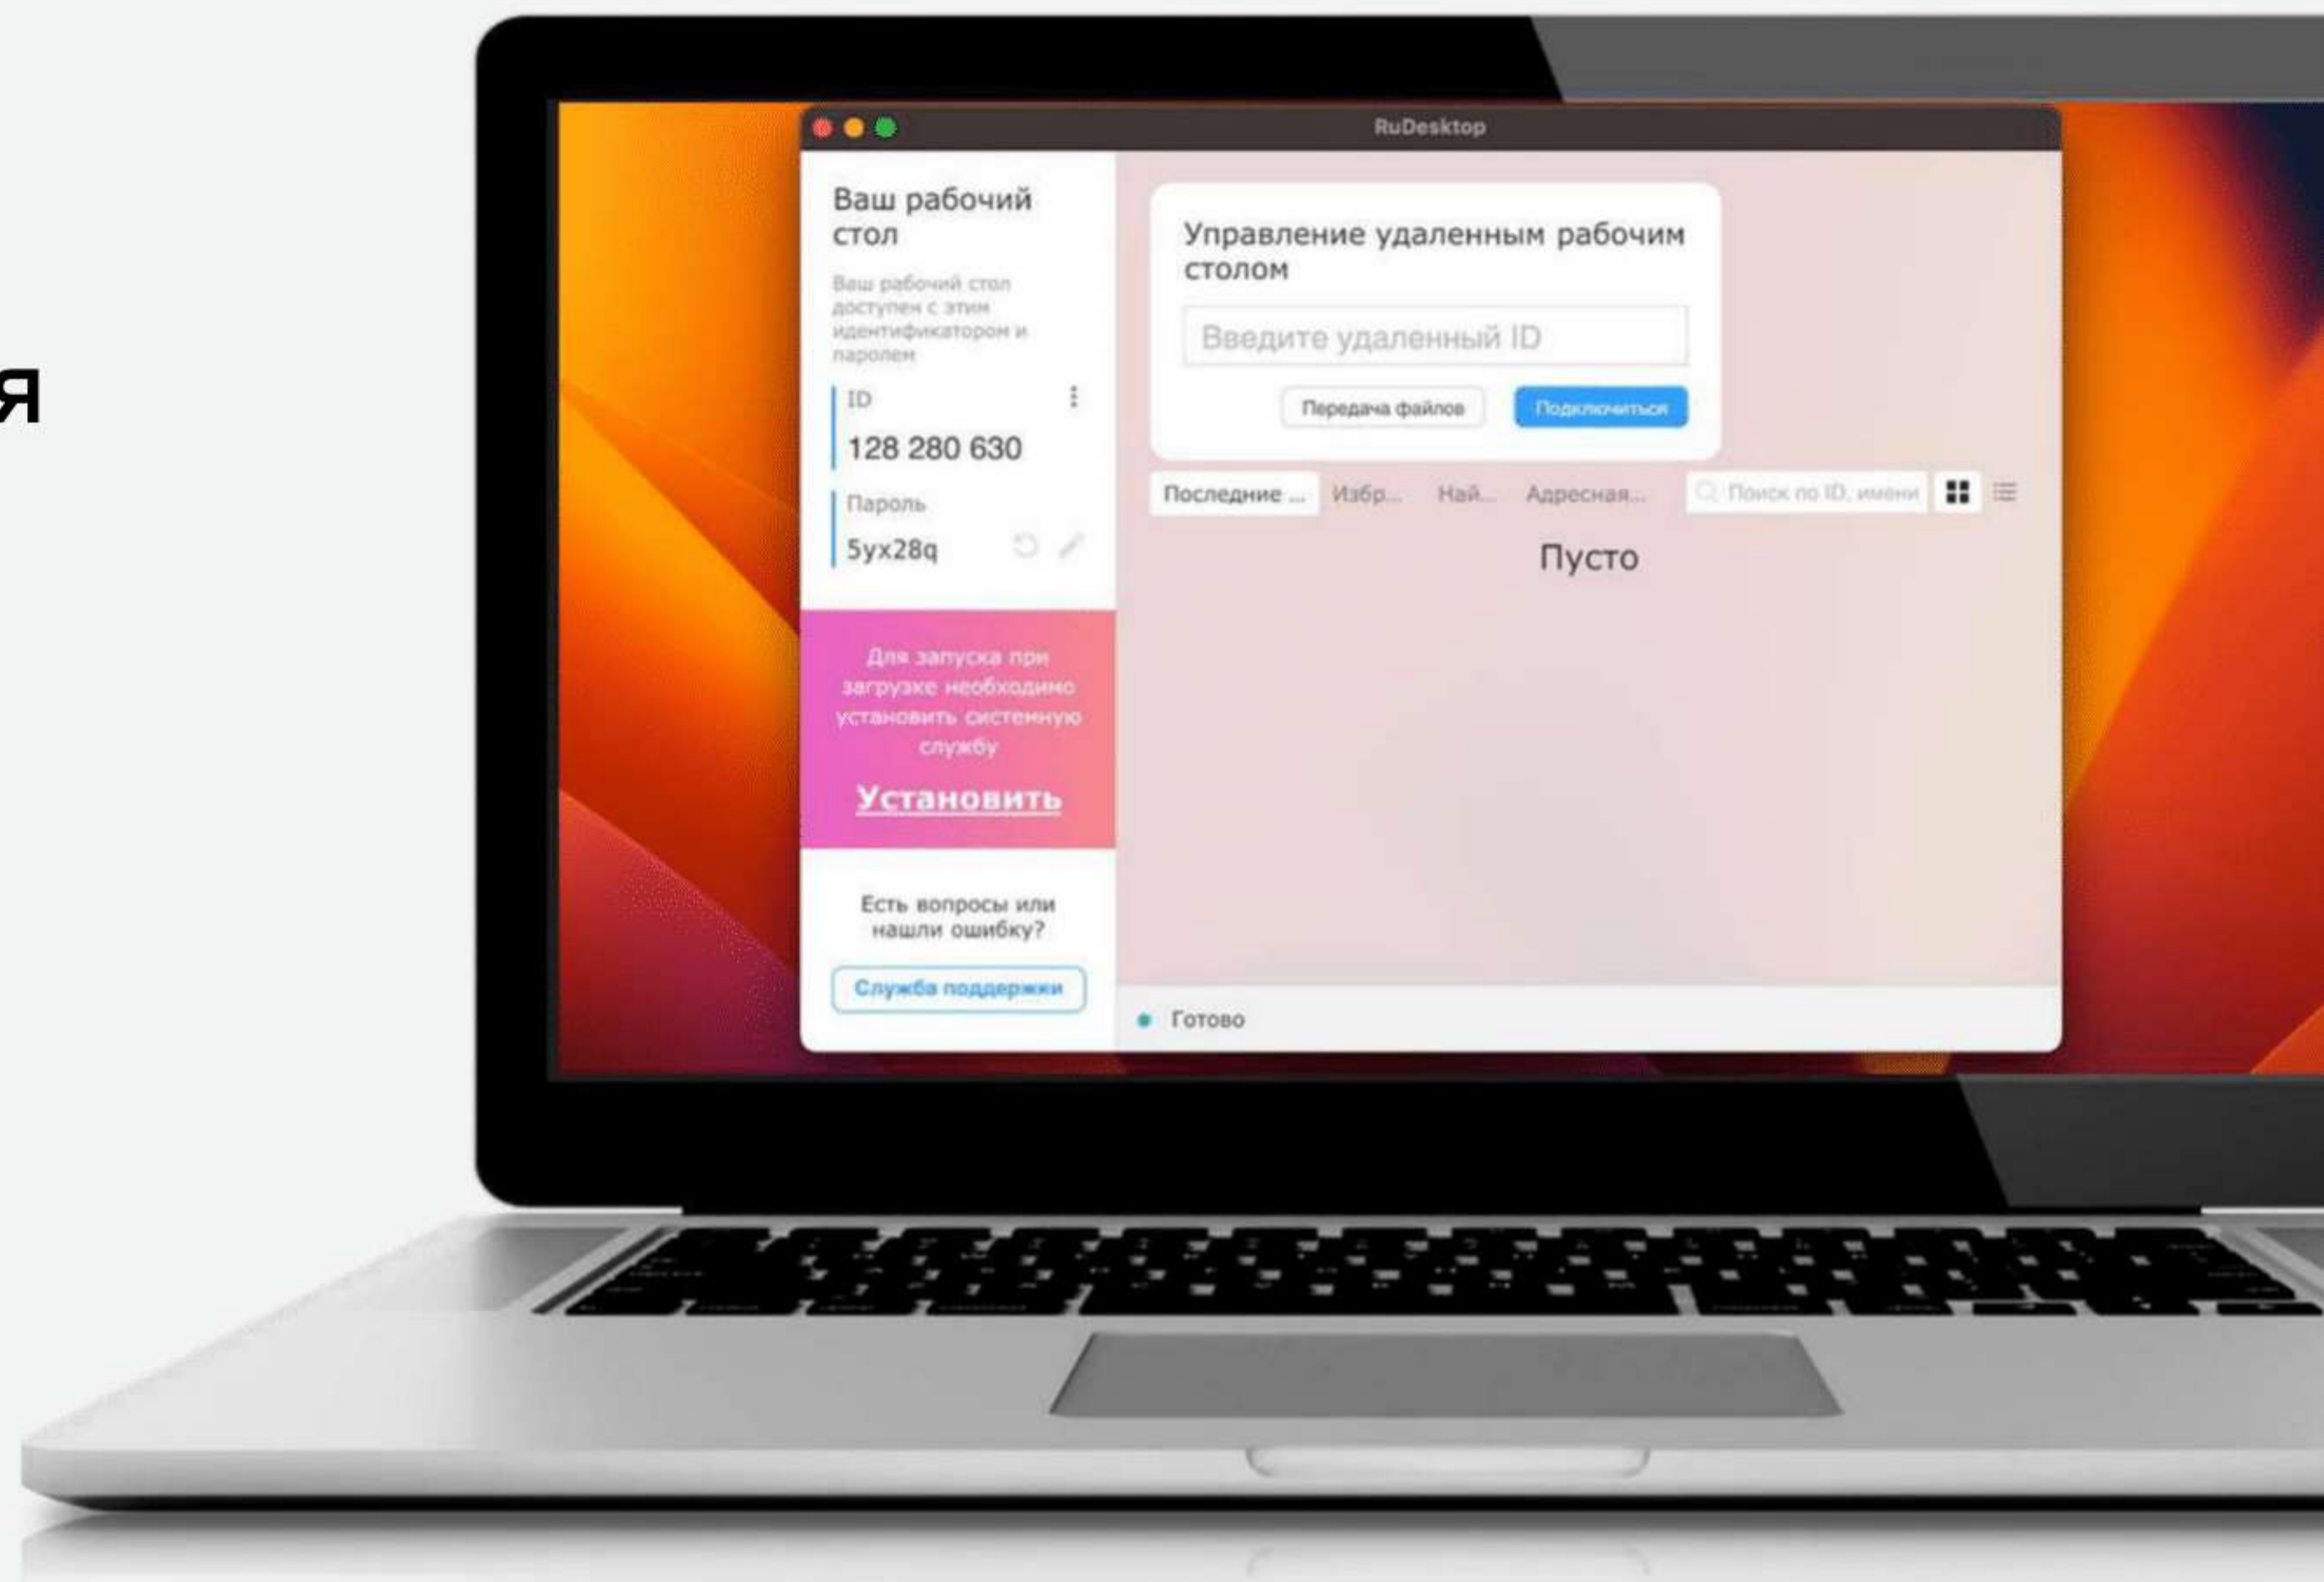 я
RuDesktop
Ваш рабочий
стол
Ваш рабочий стол
доступен с этим
идентификатором и
паролем
ID
128 280 630
Пароль
5yx28q
Для запуска при
загрузке необходимо
установить системную
службу
Установить
Есть вопросы или
нашли ошибку?
Служба поддержки
Управление удаленным рабочим
столом
Введите удаленный ID
Передача файлов
Подключиться
Последние ... Избр... Най... Адресная... Поиск по ID, имени
Пусто
Готово